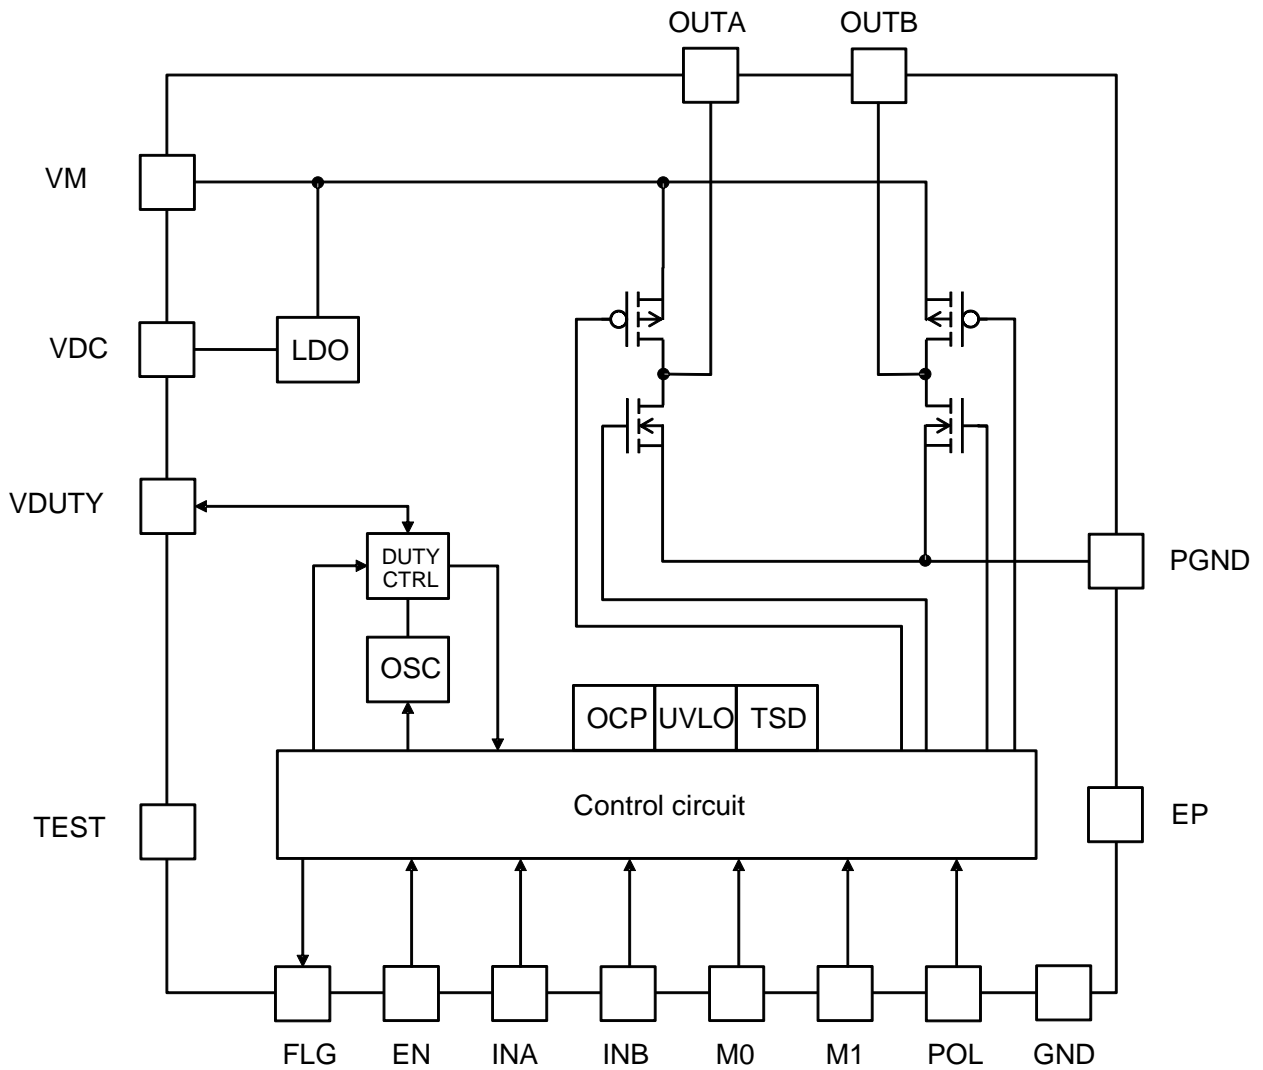 OUTA
OUTB
VM
VDC
LDO
VDUTY
DUTY
CTRL
PGND
OSC
OCP
UVLO
TSD
Control circuit
TEST
EP
FLG
EN
INA
INB
M0
M1
POL
GND